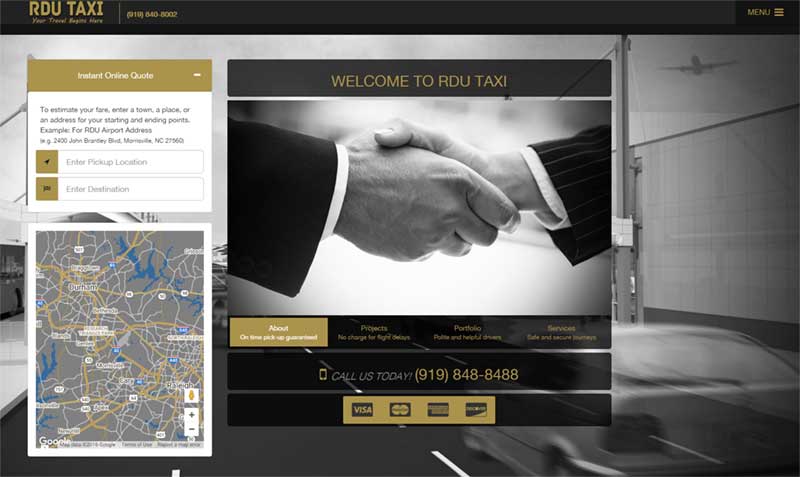 RDU TAXI
Your Travel Begins Here
(919) 840-8002
MENU
Instant Online Quote
To estimate your fare, enter a town, a place, or
an address for your starting and ending points.
Example: For RDU Airport Address
(e.g. 2400 John Brantley Blvd, Morrisville, NC 27560)
Enter Pickup Location
Enter Destination
Durham
Cary
Raleigh
Apex
Google
Map data ©2016 Google
Terms of Use
Report a map error
WELCOME TO RDU TAXI
About
On time pick-up guaranteed
Projects
No charge for flight delays
Portfolio
Polite and helpful drivers
Services
Safe and secure journeys
CALL US TODAY! (919) 848-8488
VISA
DISCOVER